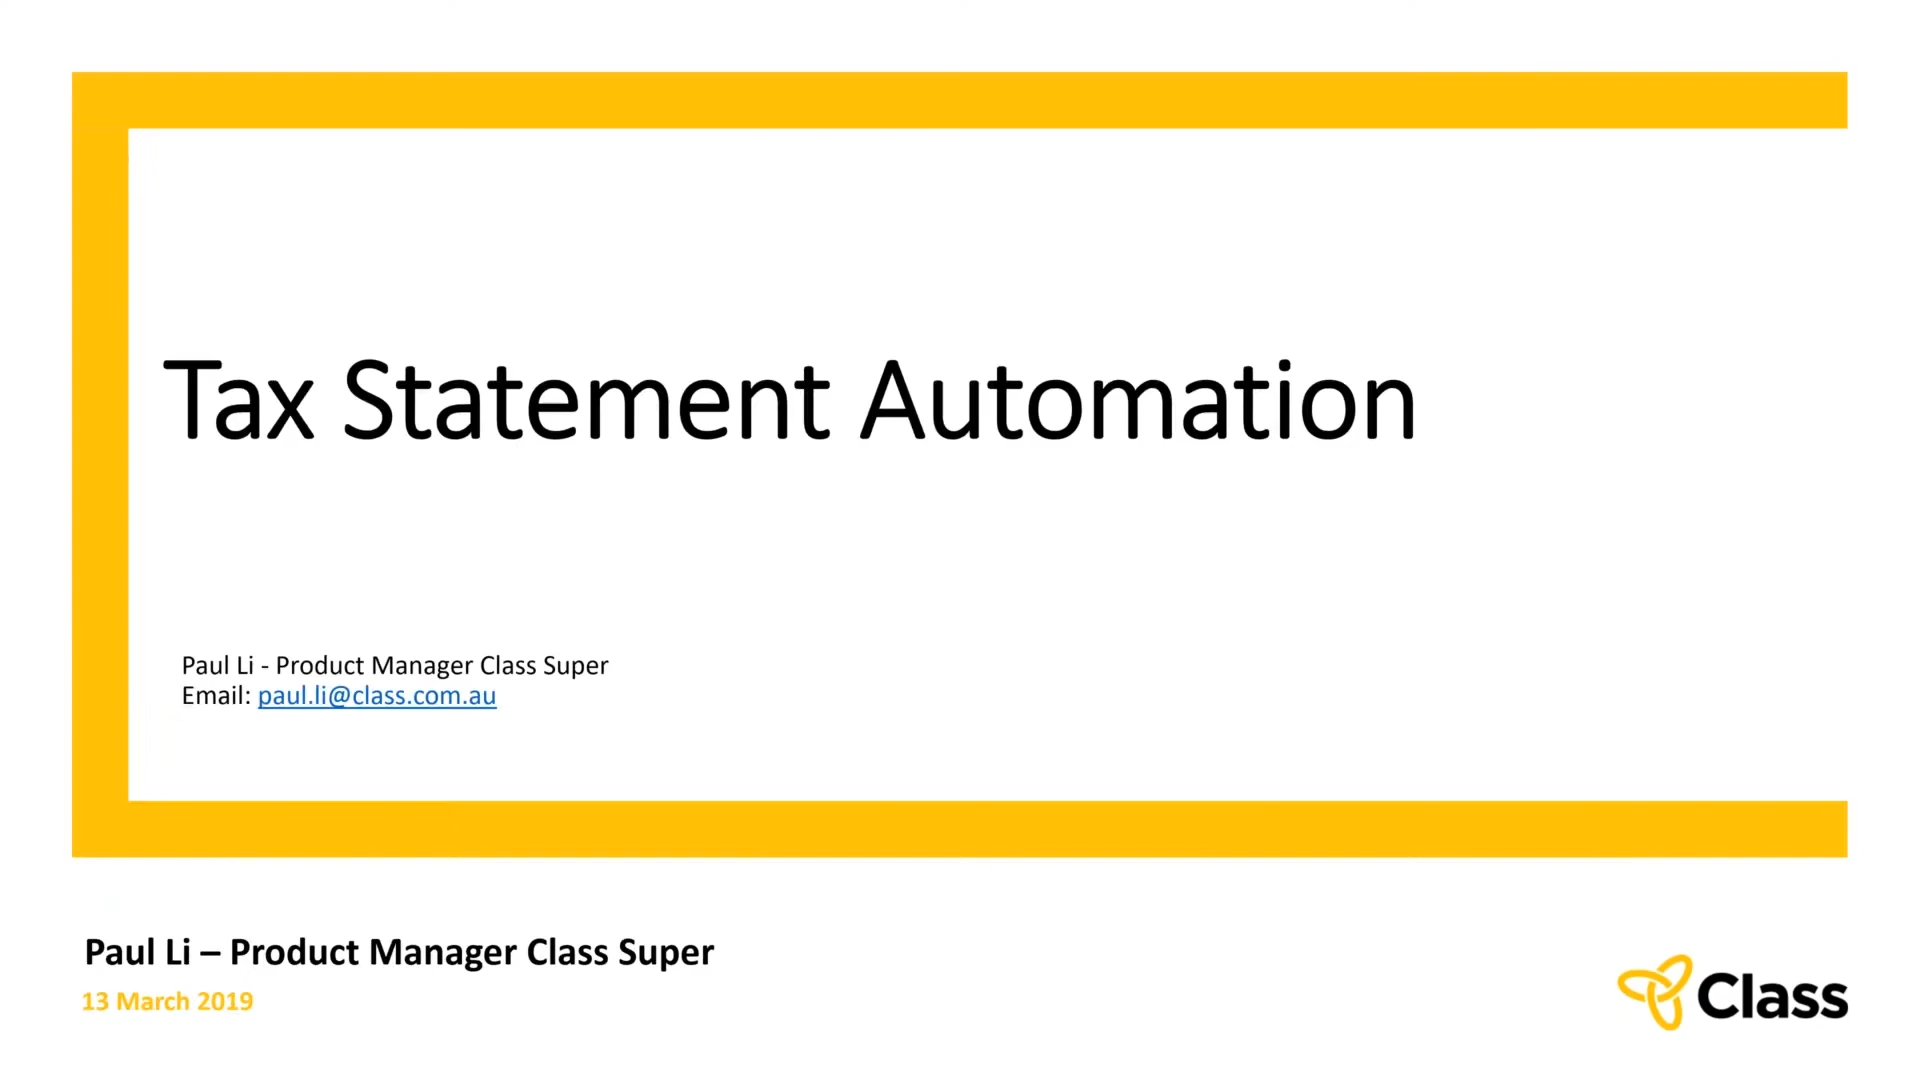 Tax Statement Automation
Paul Li - Product Manager Class Super
Email: paul.li@class.com.au
Paul Li – Product Manager Class Super
13 March 2019
Class